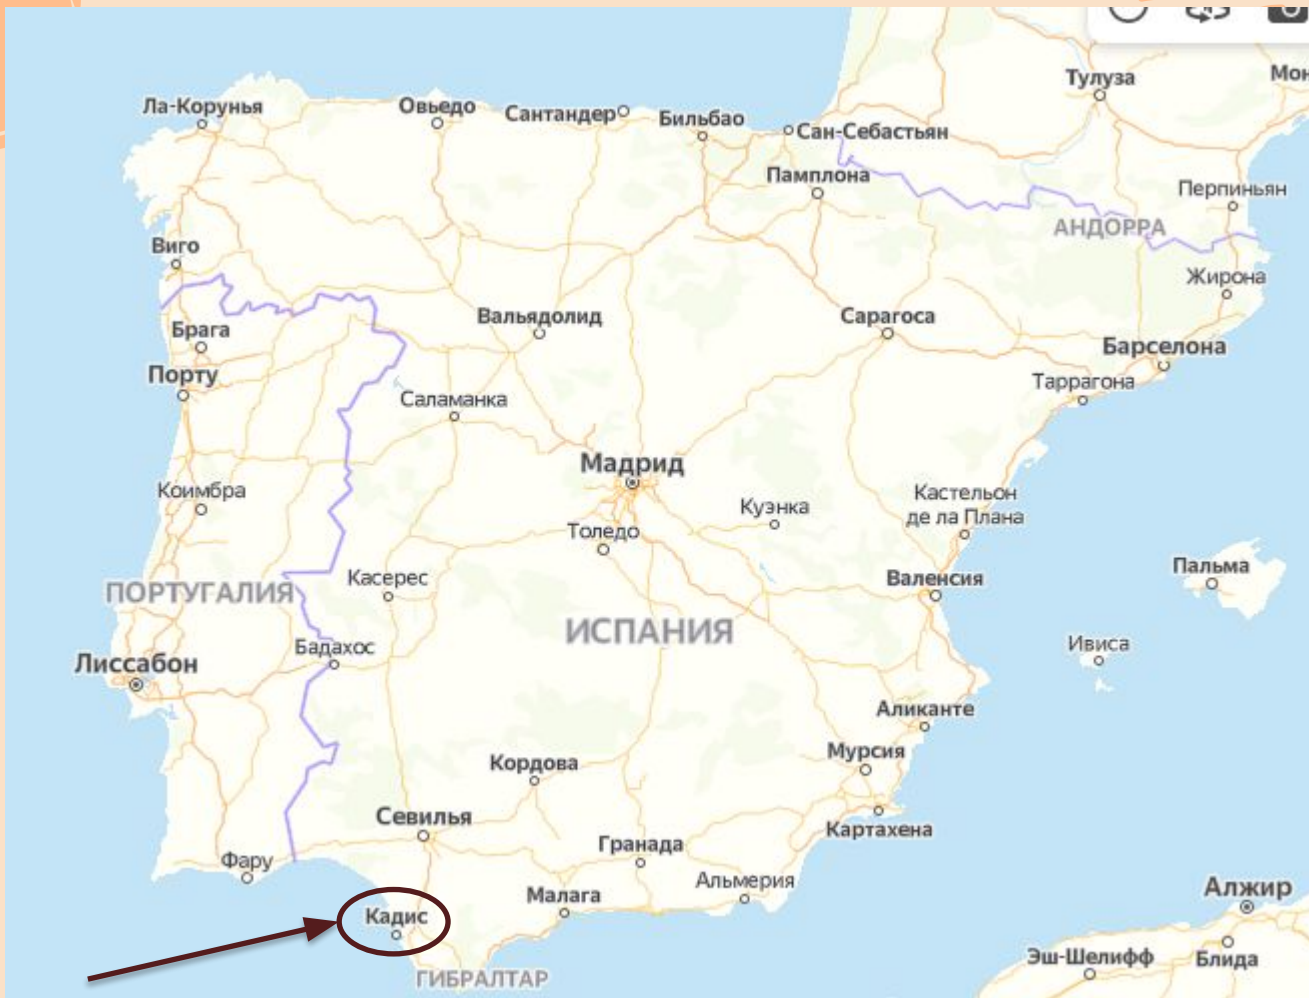 Тулуза
Мон
Ла-Корунья
Овьедо
Сантандер
Бильбао
Сан-Себастьян
Памплона
Перпиньян
АНДОРРА
Виго
Жирона
Брага
Вальядолид
Сарагоса
Барселона
Порту
Саламанка
Таррагона
Мадрид
Коимбра
Куэнка
Кастельон
де ла Плана
Толедо
Пальма
ПОРТУГАЛИЯ
Касерес
Валенсия
ИСПАНИЯ
Бадахос
Ивиса
Лиссабон
Аликанте
Кордова
Мурсия
Севилья
Картахена
Гранада
Фару
Альмерия
Алжир
Малага
Кадис
Эш-Шелифф
Блида
ГИБРАЛТАР